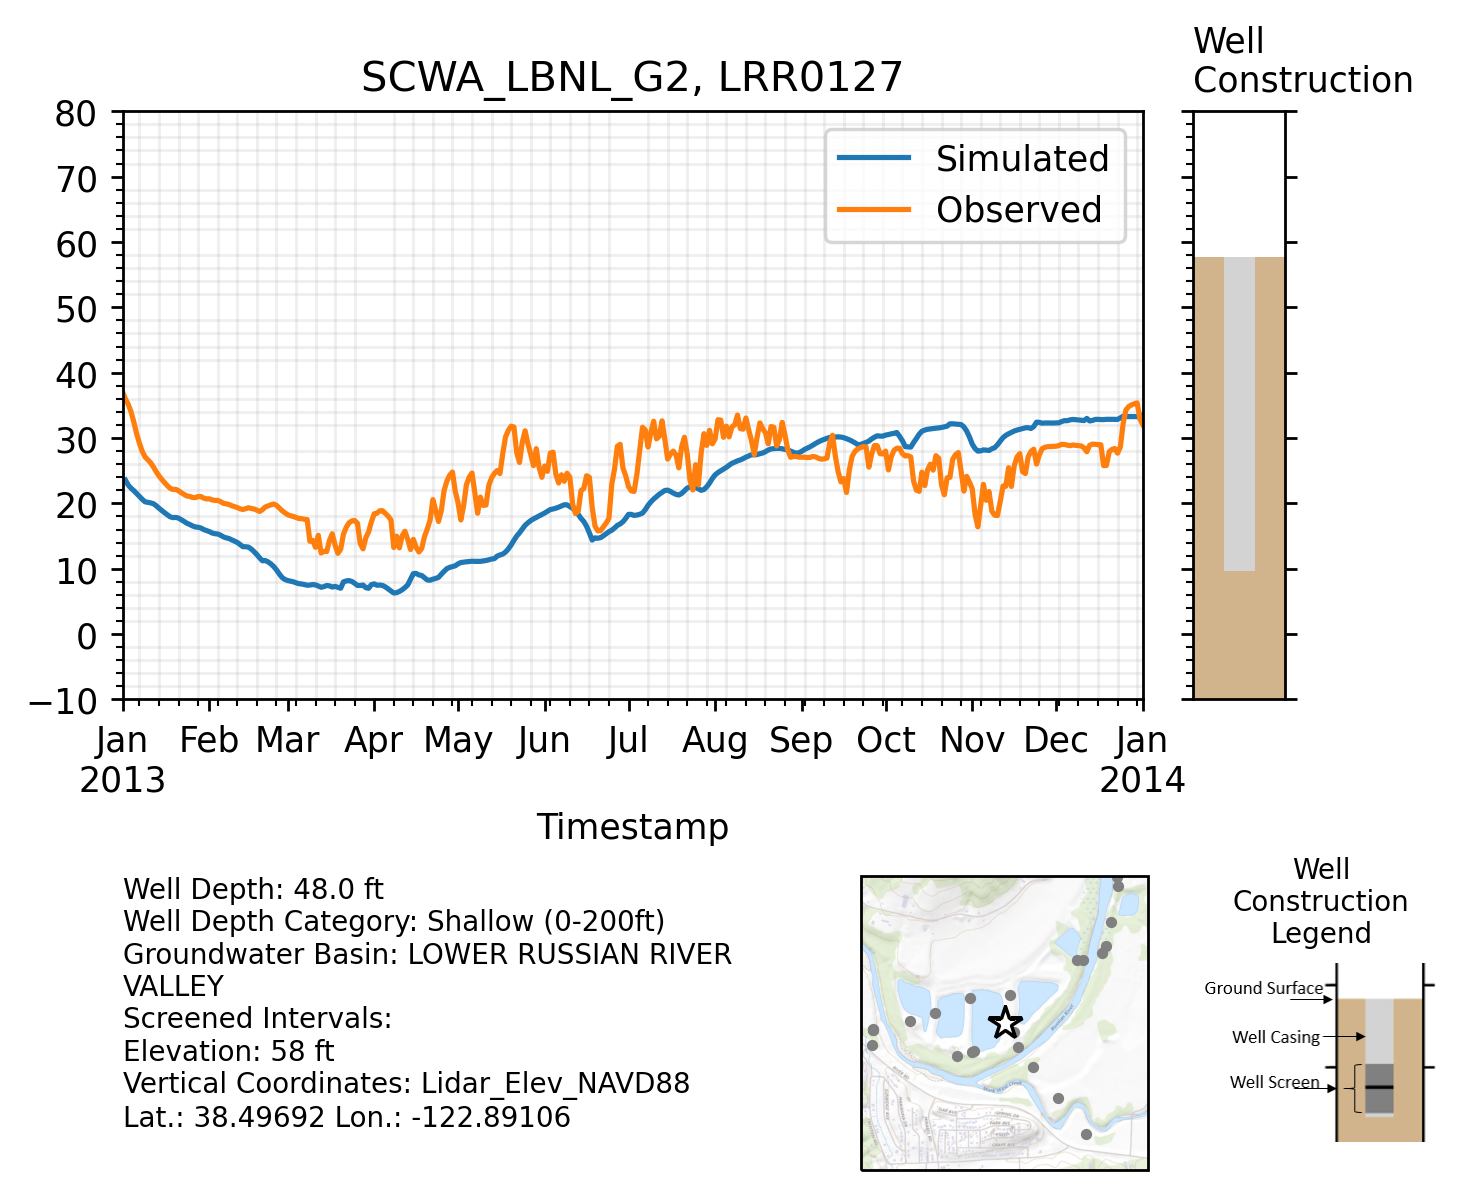 Well
Construction
SCWA_LBNL_G2, LRR0127
80
70
60
50
40
30
20
10
0
−10
Simulated
Observed
Jan Feb Mar Apr May Jun Jul Aug Sep Oct Nov Dec Jan
2013 2014
Timestamp
Well Depth: 48.0 ft
Well Depth Category: Shallow (0-200ft)
Groundwater Basin: LOWER RUSSIAN RIVER
VALLEY
Screened Intervals:
Elevation: 58 ft
Vertical Coordinates: Lidar_Elev_NAVD88
Lat.: 38.49692 Lon.: -122.89106
Well
Construction
Legend
Ground Surface
Well Casing
Well Screen